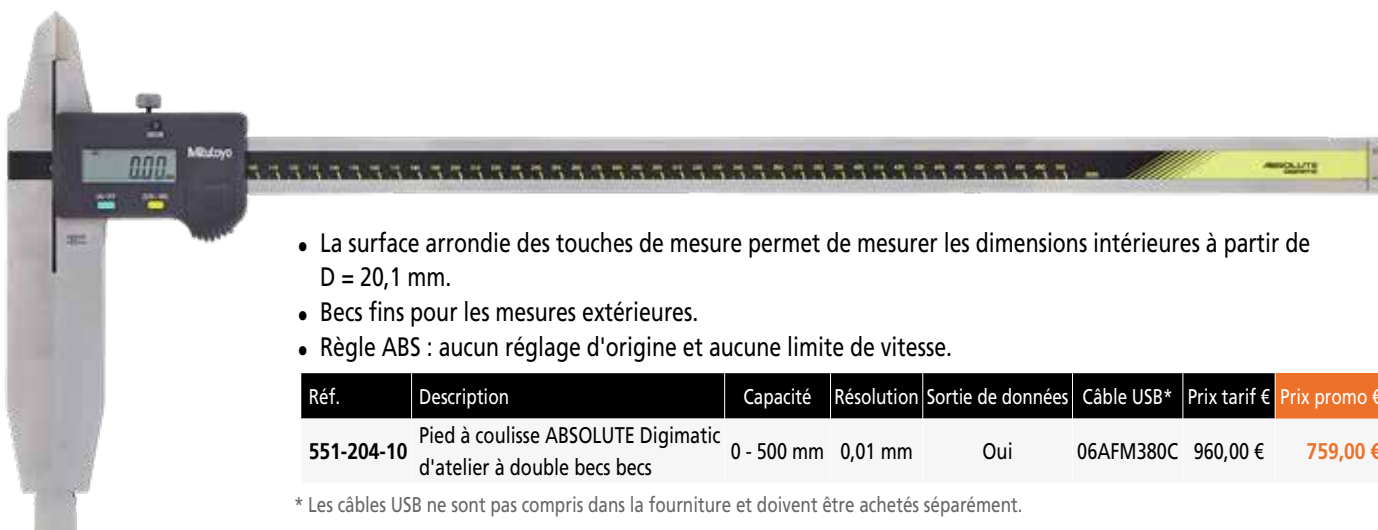 Mitutoyo
0.00
ABSOLUTE
• La surface arrondie des touches de mesure permet de mesurer les dimensions intérieures à partir de
D = 20,1 mm.
• Becs fins pour les mesures extérieures.
• Règle ABS : aucun réglage d'origine et aucune limite de vitesse.
Réf. Description Capacité Résolution Sortie de données Câble USB* Prix tarif € Prix promo €
551-204-10 Pied à coulisse ABSOLUTE Digimatic 0 - 500 mm 0,01 mm Oui 06AFM380C 960,00 € 759,00 €
d'atelier à double becs becs
* Les câbles USB ne sont pas compris dans la fourniture et doivent être achetés séparément.